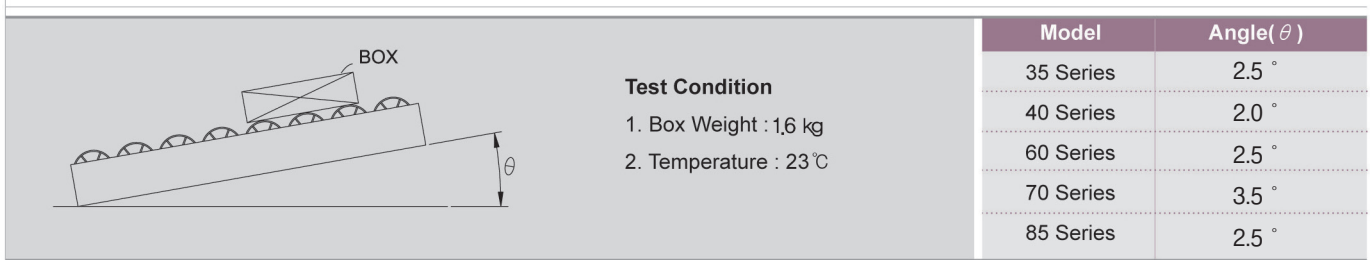 BOX
θ
Test Condition
1. Box Weight : 1.6 kg
2. Temperature : 23℃
Model Angle(θ)
35 Series 2.5 °
40 Series 2.0 °
60 Series 2.5 °
70 Series 3.5 °
85 Series 2.5 °